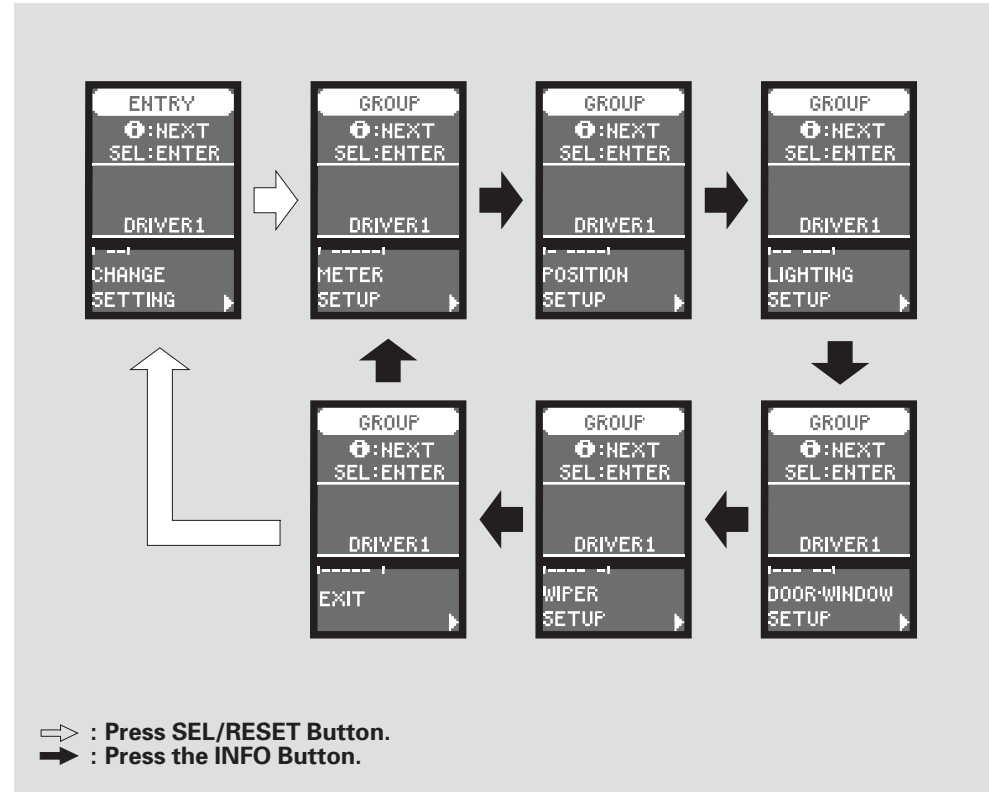 ENTRY
i:NEXT
SEL:ENTER
DRIVER1
CHANGE
SETTING
GROUP
i:NEXT
SEL:ENTER
DRIVER1
METER
SETUP
GROUP
i:NEXT
SEL:ENTER
DRIVER1
POSITION
SETUP
GROUP
i:NEXT
SEL:ENTER
DRIVER1
LIGHTING
SETUP
GROUP
i:NEXT
SEL:ENTER
DRIVER1
EXIT
GROUP
i:NEXT
SEL:ENTER
DRIVER1
WIPER
SETUP
GROUP
i:NEXT
SEL:ENTER
DRIVER1
DOOR·WINDOW
SETUP
: Press SEL/RESET Button.
: Press the INFO Button.